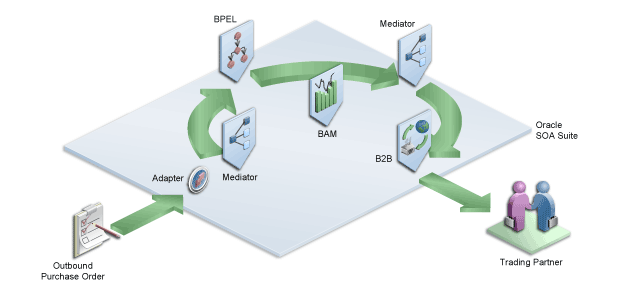 BPEL
Mediator
BAM
Oracle
SOA Suite
B2B
Adapter
Mediator
Outbound
Purchase Order
Trading Partner